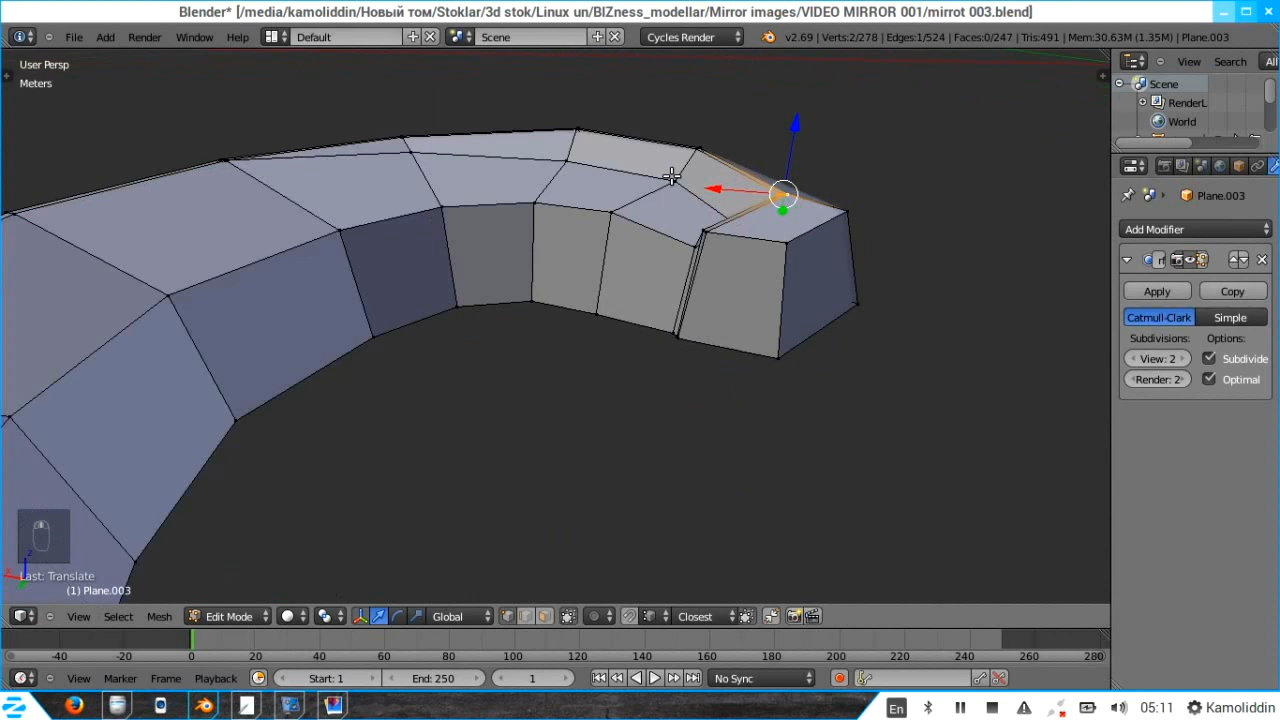 Blender* [/media/kamoliddin/Новый том/Stoklar/3d stok/Linux un/BIZness_modellar/Mirror images/VIDEO MIRROR 001/mirrot 003.blend]
File Add Render Window Help Default Scene Cycles Render v2.69 | Verts:2/278 | Edges:1/524 | Faces:0/247 | Tris:491 | Mem:30.63M (1.35M) | Plane.003
User Persp
Meters
View Search All
Scene
RenderL
World
Plane.003
Add Modifier
Apply Copy
Catmull-Clark Simple
Subdivisions: Options:
View: 2 Subdivide
Render: 2 Optimal
Last: Translate
(1) Plane.003
View Select Mesh Edit Mode Global Closest
-40 -20 0 20 40 60 80 100 120 140 160 180 200 220 240 260 280
View Marker Frame Playback Start: 1 End: 250 1 No Sync
En 05:11 Kamoliddin